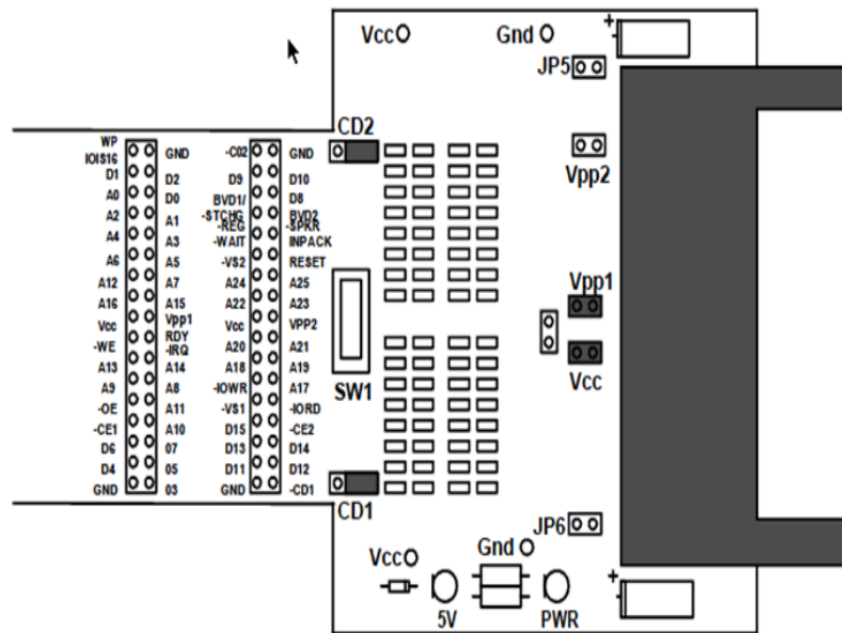 Vcc
Gnd
+
JP5
CD2
Vpp2
WP
IOIS16
GND
-C02
GND
D1
D2
D9
D10
A0
D0
BVD1/
D8
A2
A1
-STCHG
BVD2
-REG
-SPKR
A4
A3
-WAIT
INPACK
A6
A5
-VS2
RESET
A12
A7
A24
A25
Vpp1
A16
A15
A22
A23
Vcc
Vpp1
Vcc
VPP2
RDY
-WE
-IRQ
A20
A21
A13
A14
A18
A19
Vcc
SW1
A9
A8
-IOWR
A17
-OE
A11
-VS1
-IORD
-CE1
A10
D15
-CE2
D6
07
D13
D14
D4
05
D11
D12
GND
03
GND
-CD1
CD1
JP6
Vcc
Gnd
+
5V
PWR